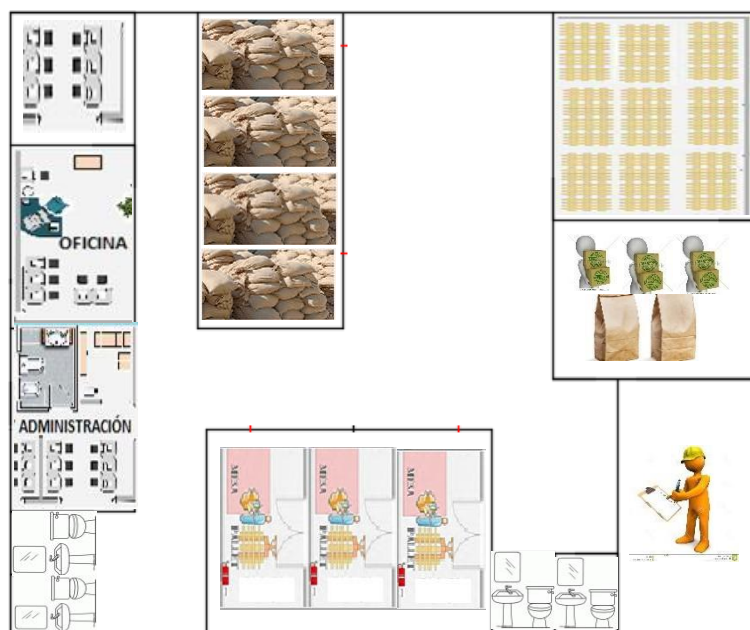 OFICINA
ADMINISTRACIÓN
MESA
MESA
MESA
PALLET
PALLET
PALLET